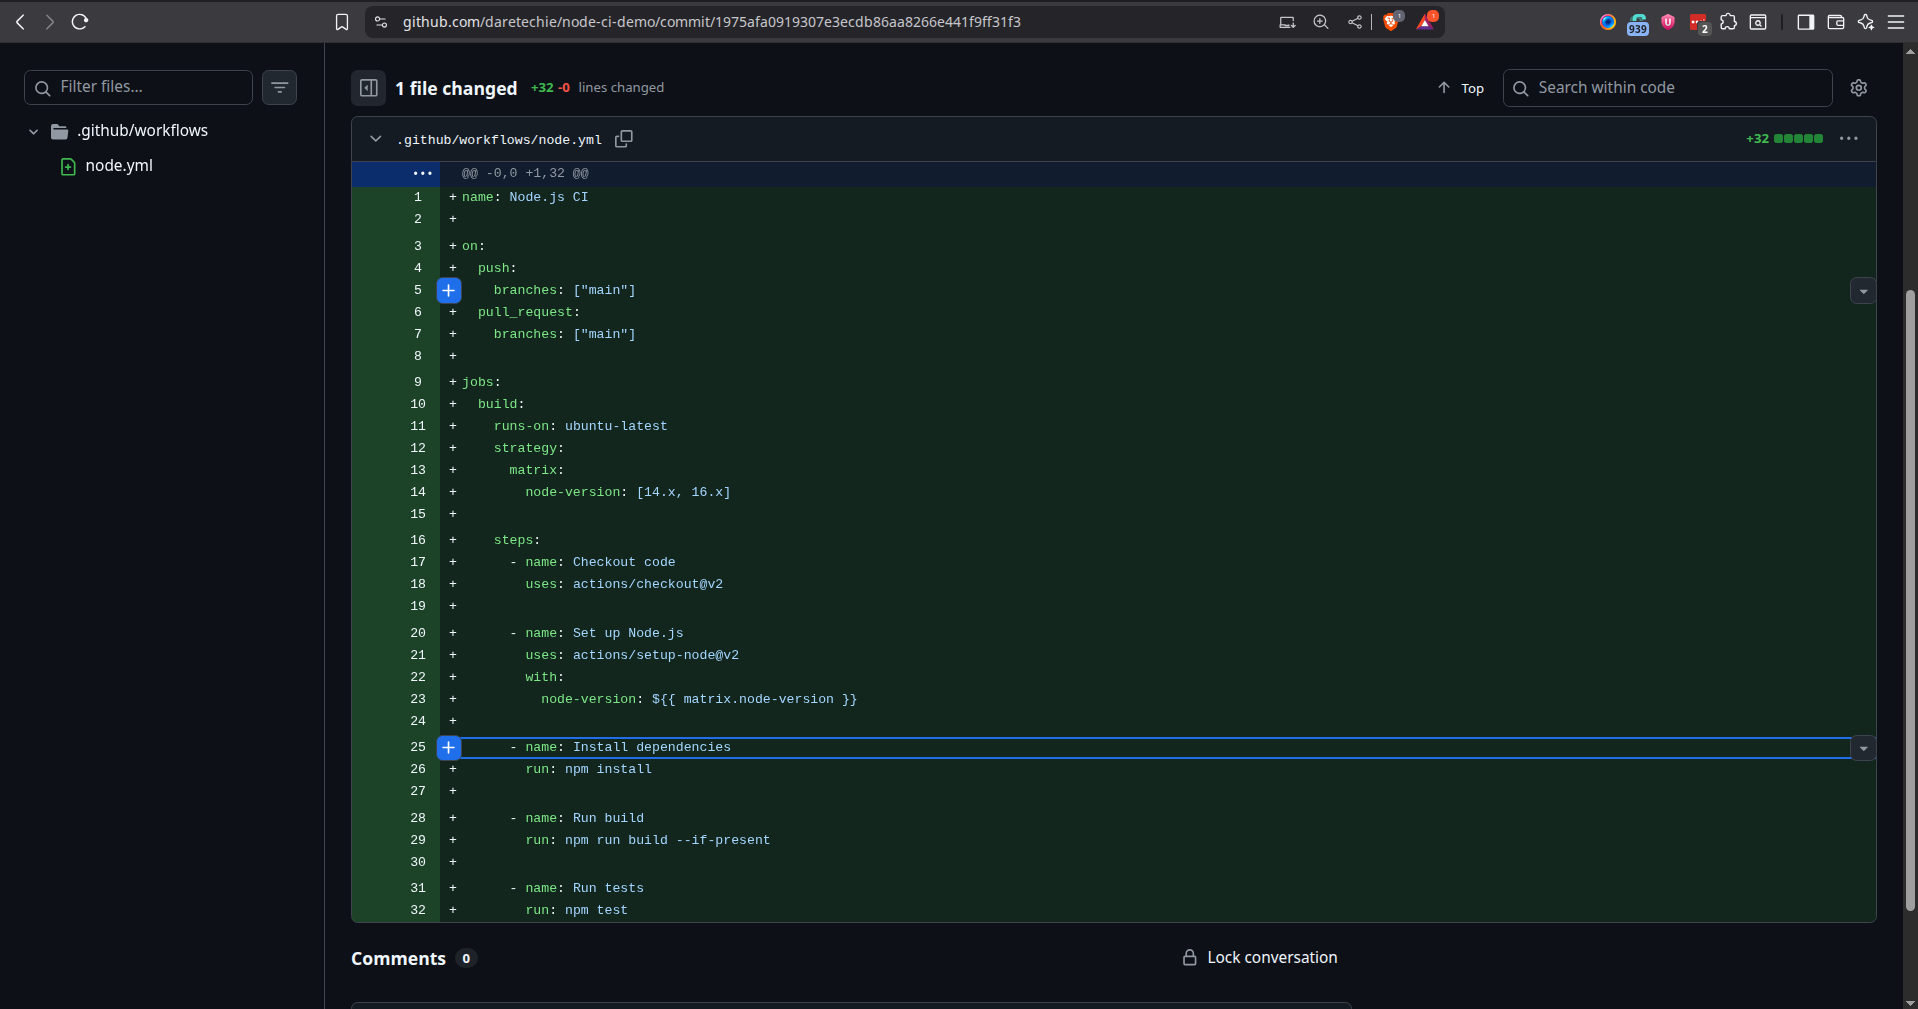 github.com/daretechie/node-ci-demo/commit/1975afa0919307e3ecdb86aa8266e441f9ff31f3
1
1
939
2
Filter files...
.github/workflows
node.yml
1 file changed +32 -0 lines changed
Top
Search within code
.github/workflows/node.yml
+32
@@ -0,0 +1,32 @@
1 + name: Node.js CI
2 +
3 + on:
4 + push:
5 + branches: ["main"]
6 + pull_request:
7 + branches: ["main"]
8 +
9 + jobs:
10 + build:
11 + runs-on: ubuntu-latest
12 + strategy:
13 + matrix:
14 + node-version: [14.x, 16.x]
15 +
16 + steps:
17 + - name: Checkout code
18 + uses: actions/checkout@v2
19 +
20 + - name: Set up Node.js
21 + uses: actions/setup-node@v2
22 + with:
23 + node-version: ${{ matrix.node-version }}
24 +
25 + - name: Install dependencies
26 + run: npm install
27 +
28 + - name: Run build
29 + run: npm run build --if-present
30 +
31 + - name: Run tests
32 + run: npm test
Comments 0
Lock conversation